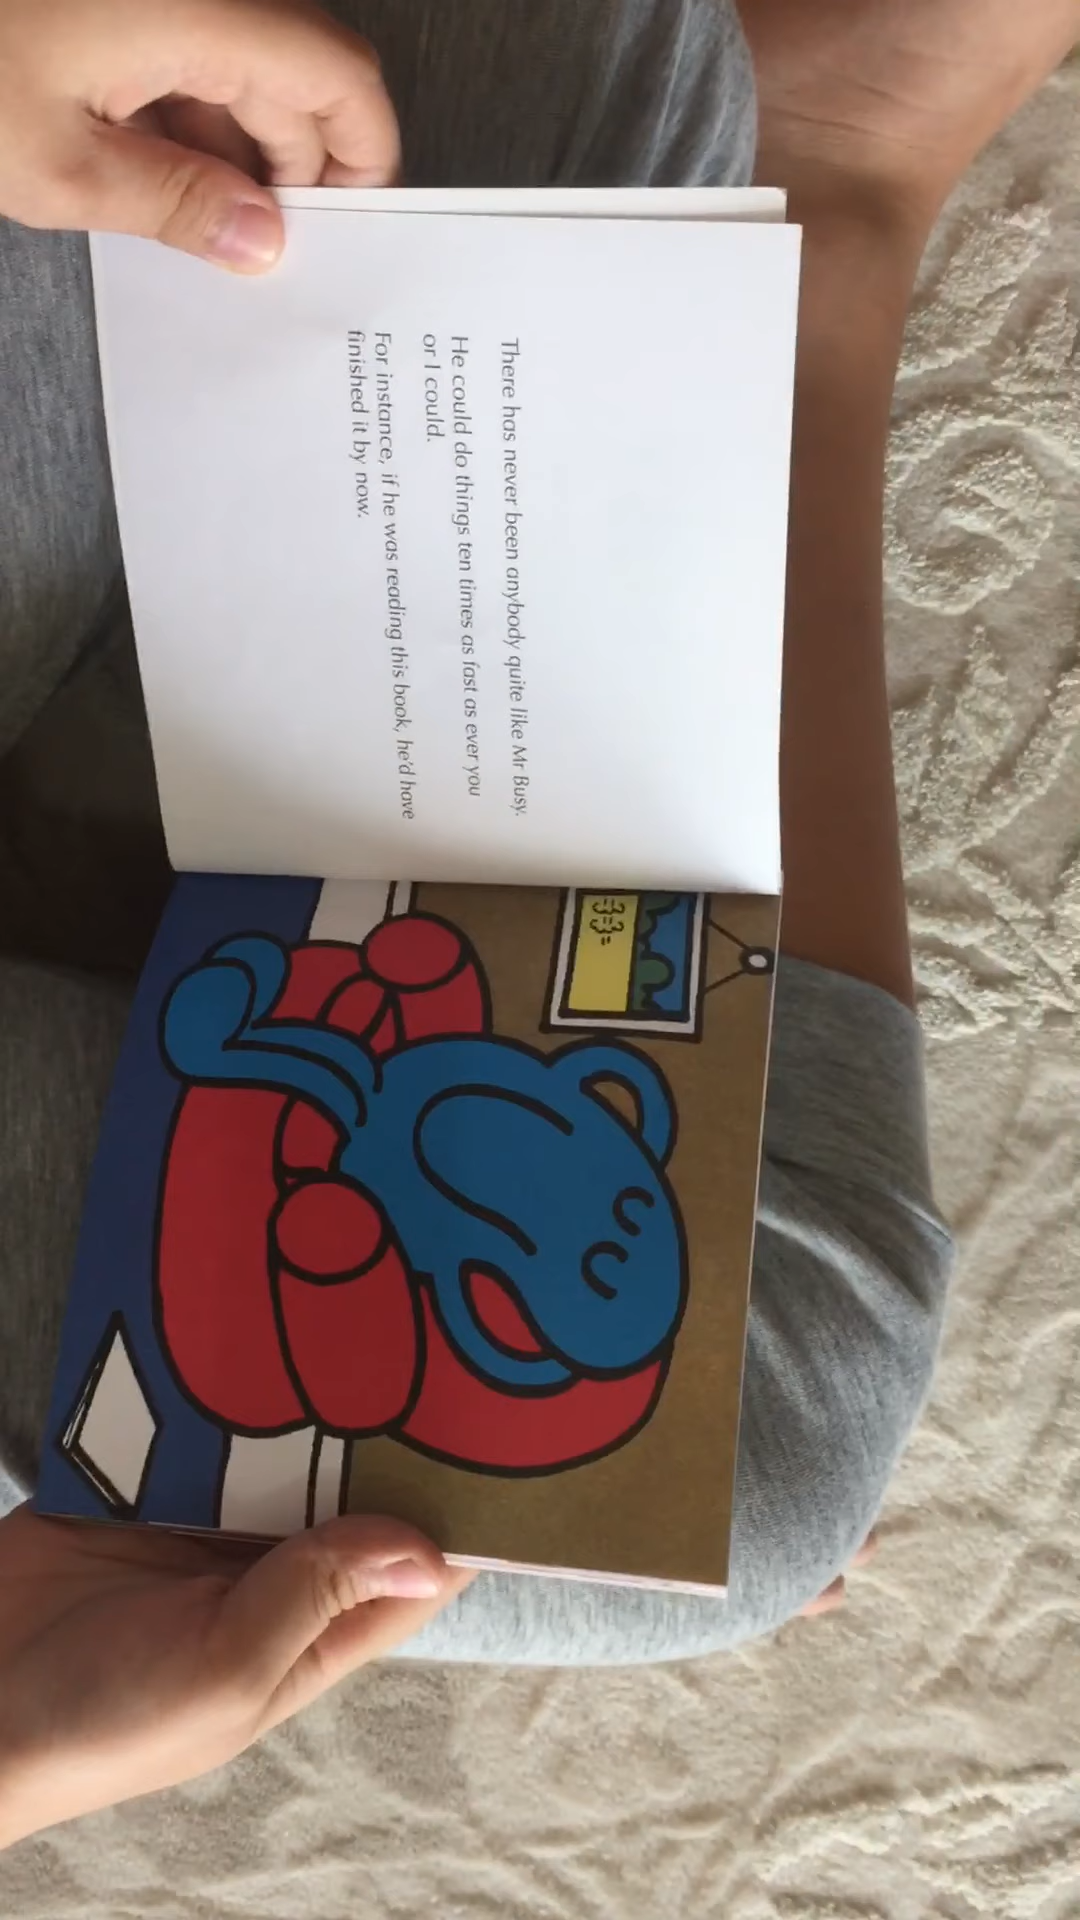 There has never been anybody quite like Mr Busy.
He could do things ten times as fast as ever you
or I could.
For instance, if he was reading this book, he'd have
finished it by now.